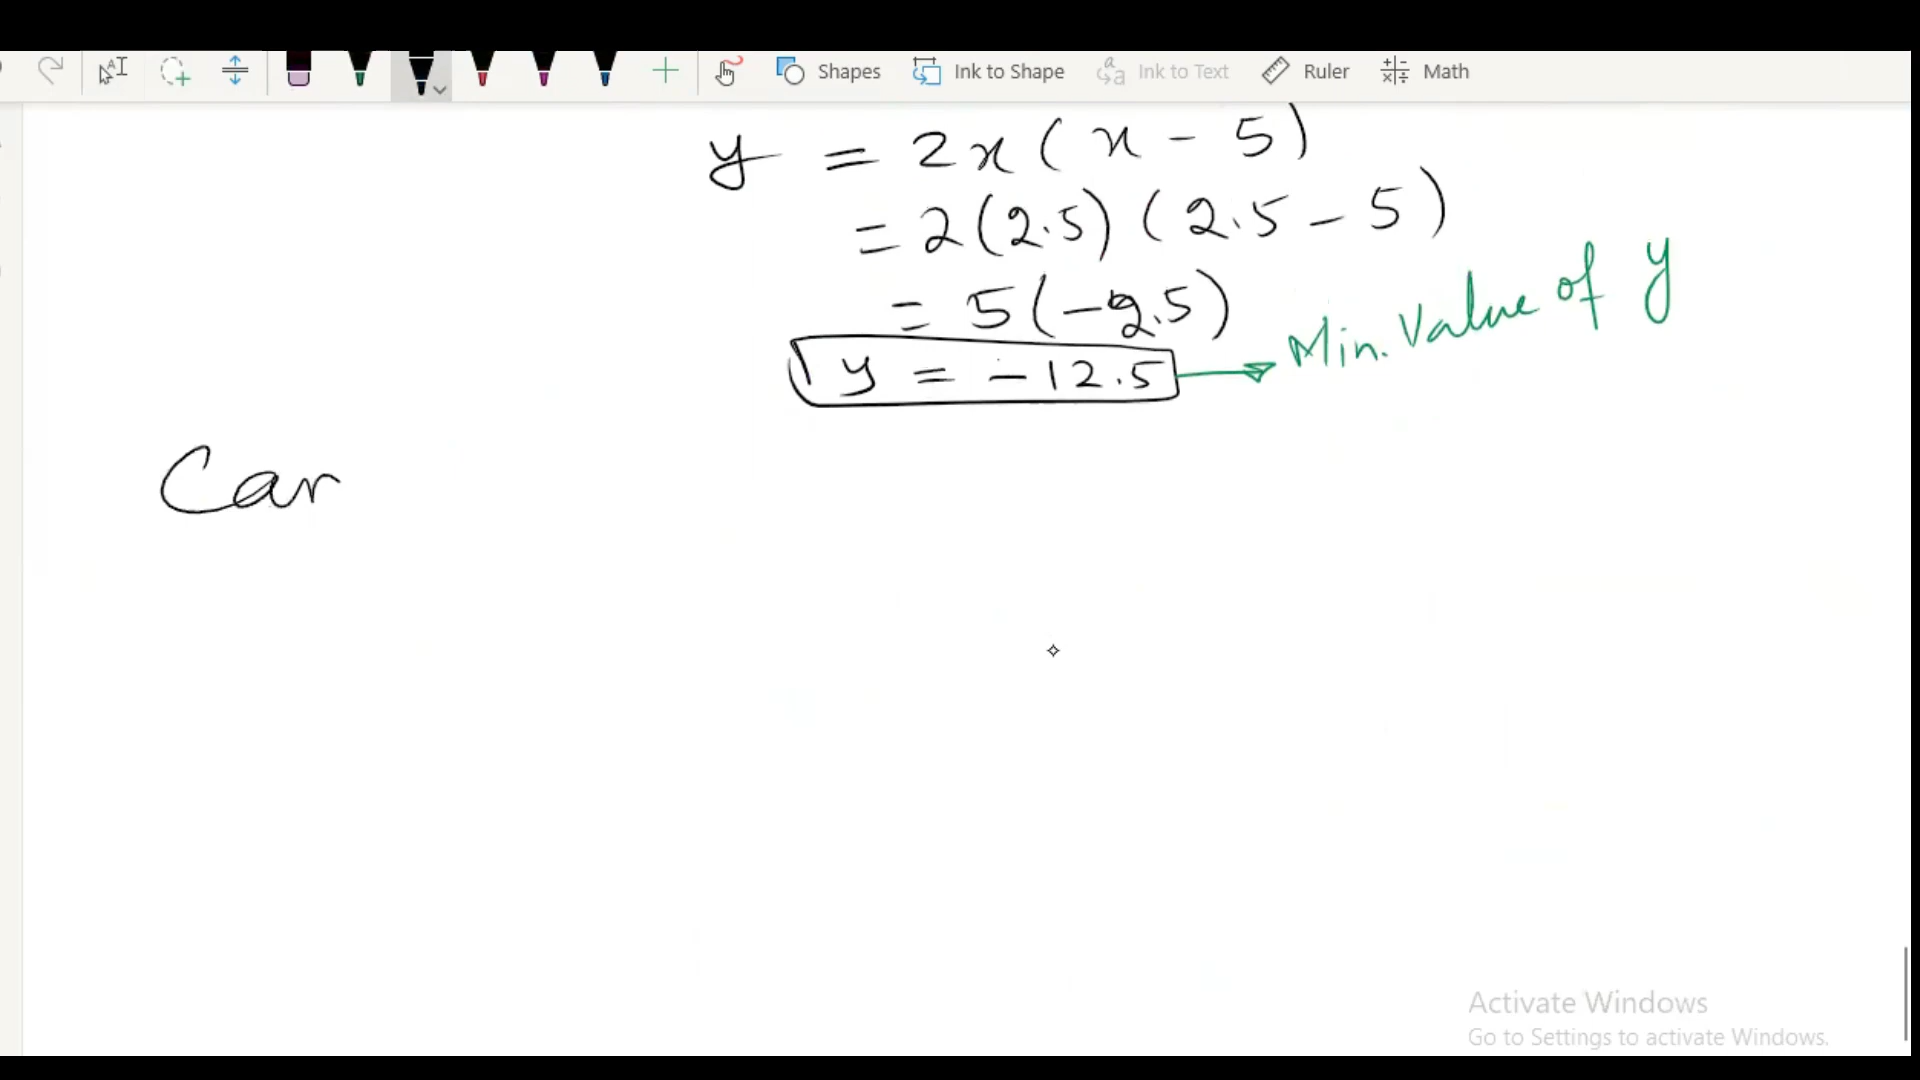 Shapes Ink to Shape Ink to Text Ruler Math
y = 2x(x - 5)
= 2(2.5)(2.5 - 5)
= 5(-2.5)
y = -12.5 Min. Value of y
Car
Activate Windows
Go to Settings to activate Windows.